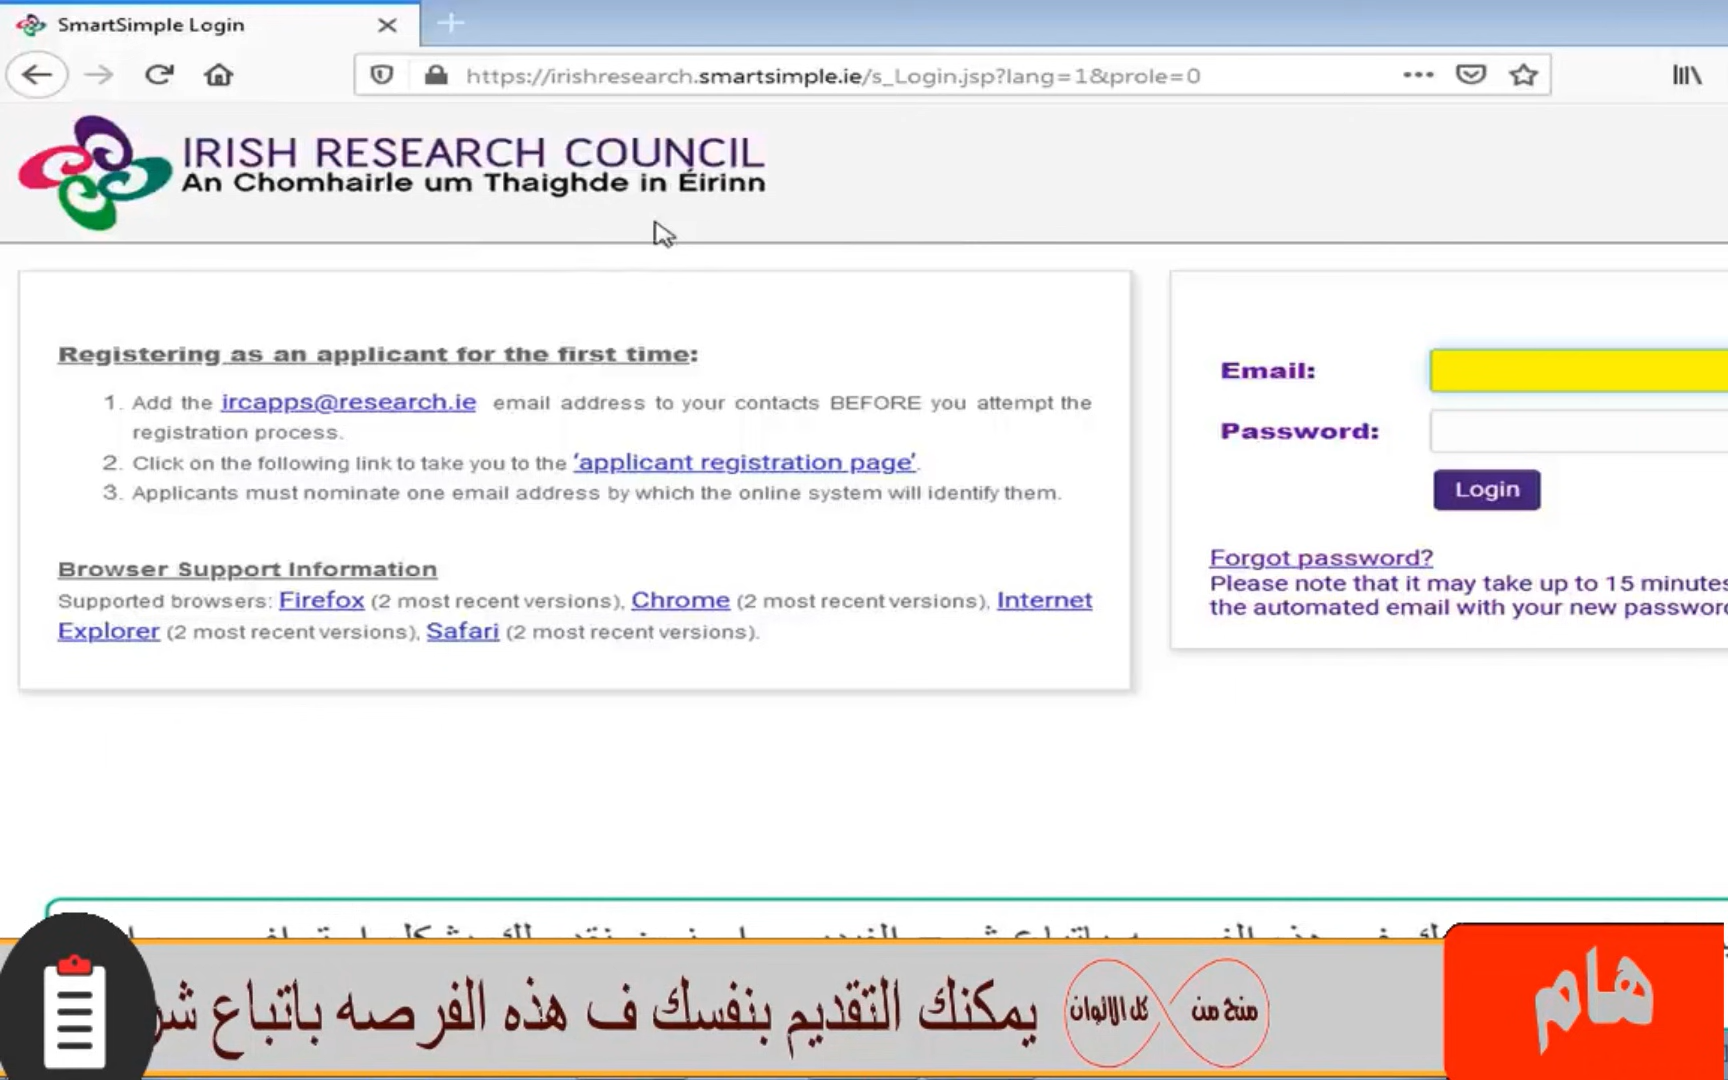 SmartSimple Login
https://irishresearch.smartsimple.ie/s_Login.jsp?lang=1&prole=0
IRISH RESEARCH COUNCIL
An Chomhairle um Thaighde in Éirinn
Registering as an applicant for the first time:
1. Add the ircapps@research.ie email address to your contacts BEFORE you attempt the
registration process.
2. Click on the following link to take you to the ‘applicant registration page’.
3. Applicants must nominate one email address by which the online system will identify them.
Browser Support Information
Supported browsers: Firefox (2 most recent versions), Chrome (2 most recent versions), Internet
Explorer (2 most recent versions), Safari (2 most recent versions).
Email:
Password:
Login
Forgot password?
Please note that it may take up to 15 minutes
the automated email with your new password
هام
منح من كل الالوان
يمكنك التقديم بنفسك ف هذه الفرصه باتباع